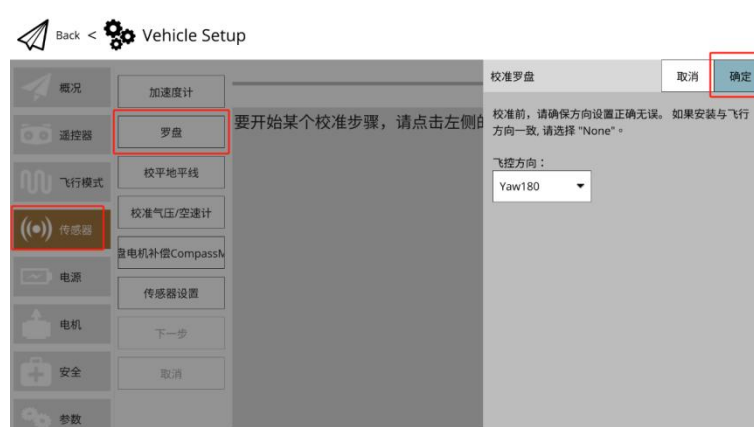 Back < Vehicle Setup
概况
遥控器
飞行模式
传感器
电源
电机
安全
参数
加速度计
罗盘
校平地平线
校准气压/空速计
盘电机补偿CompassM
传感器设置
下一步
取消
要开始某个校准步骤，请点击左侧的
校准罗盘
取消
确定
校准前，请确保方向设置正确无误。 如果安装与飞行
方向一致, 请选择 "None"。
飞控方向：
Yaw180